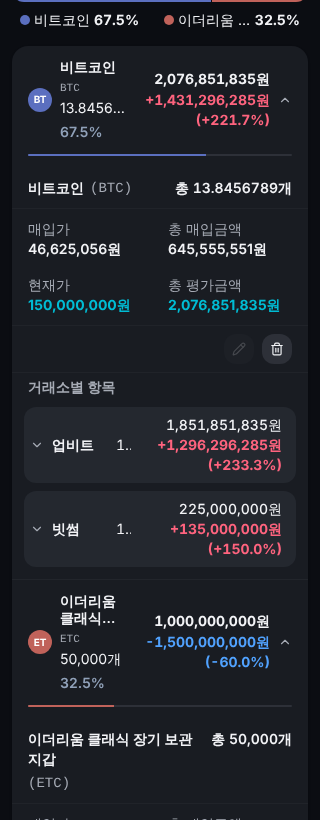 비트코인 67.5% 이더리움 ... 32.5%
비트코인
BTC
13.8456...
67.5%
BT
2,076,851,835원
+1,431,296,285원
(+221.7%)
비트코인 (BTC) 총 13.8456789개
매입가 총 매입금액
46,625,056원 645,555,551원
현재가 총 평가금액
150,000,000원 2,076,851,835원
거래소별 항목
업비트 1..
1,851,851,835원
+1,296,296,285원
(+233.3%)
빗썸 1..
225,000,000원
+135,000,000원
(+150.0%)
이더리움
클래식...
ETC
50,000개
32.5%
ET
1,000,000,000원
-1,500,000,000원
(-60.0%)
이더리움 클래식 장기 보관 총 50,000개
지갑
(ETC)